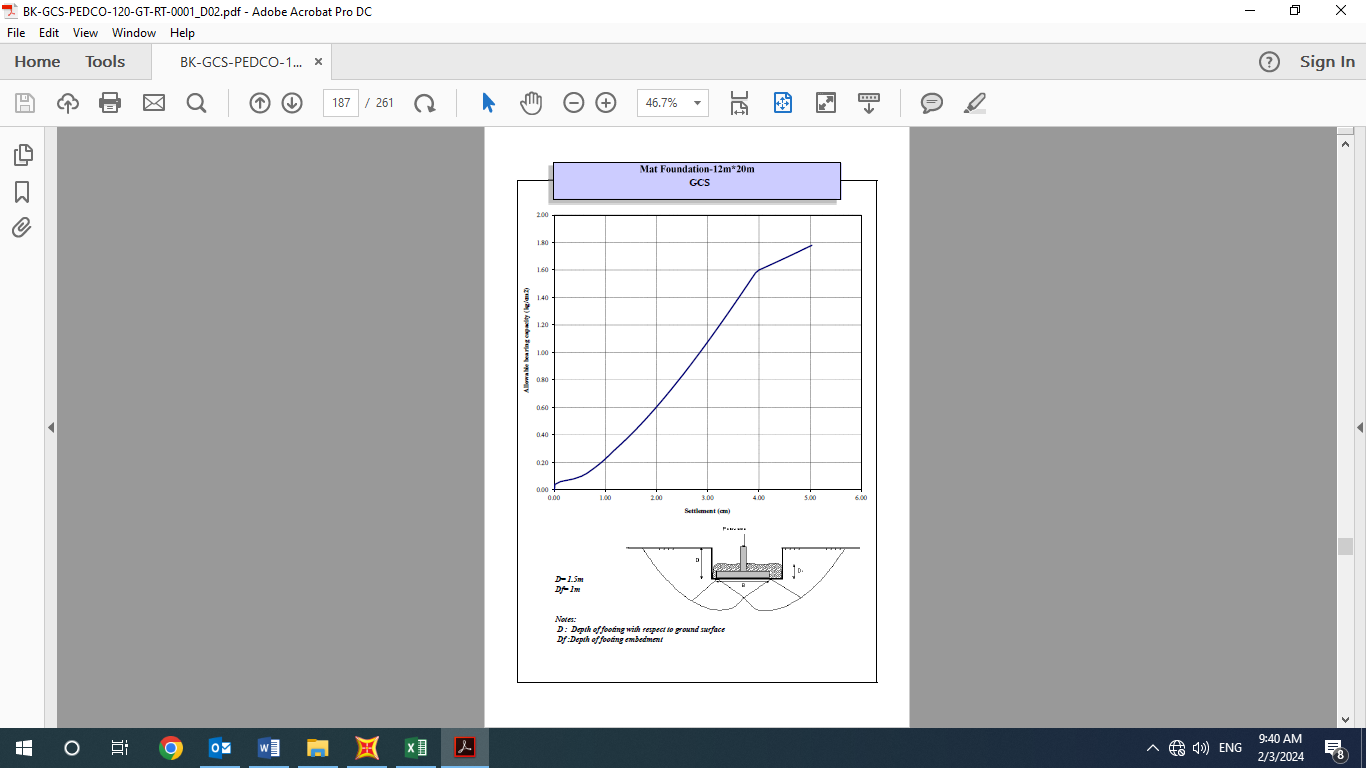 BK-GCS-PEDCO-120-GT-RT-0001_D02.pdf - Adobe Acrobat Pro DC
File Edit View Window Help
Home Tools BK-GCS-PEDCO-1... × ? Sign In
187 / 261 46.7%
Mat Foundation-12m*20m
GCS
2.00
1.80
1.60
1.40
1.20
1.00
0.80
0.60
0.40
0.20
0.00
Allowable bearing capacity (kg/cm2)
0.00 1.00 2.00 3.00 4.00 5.00 6.00
Settlement (cm)
D
B
D= 1.5m
Df= 1m
Notes:
D : Depth of footing with respect to ground surface
Df :Depth of footing embedment
ENG
9:40 AM
2/3/2024
8